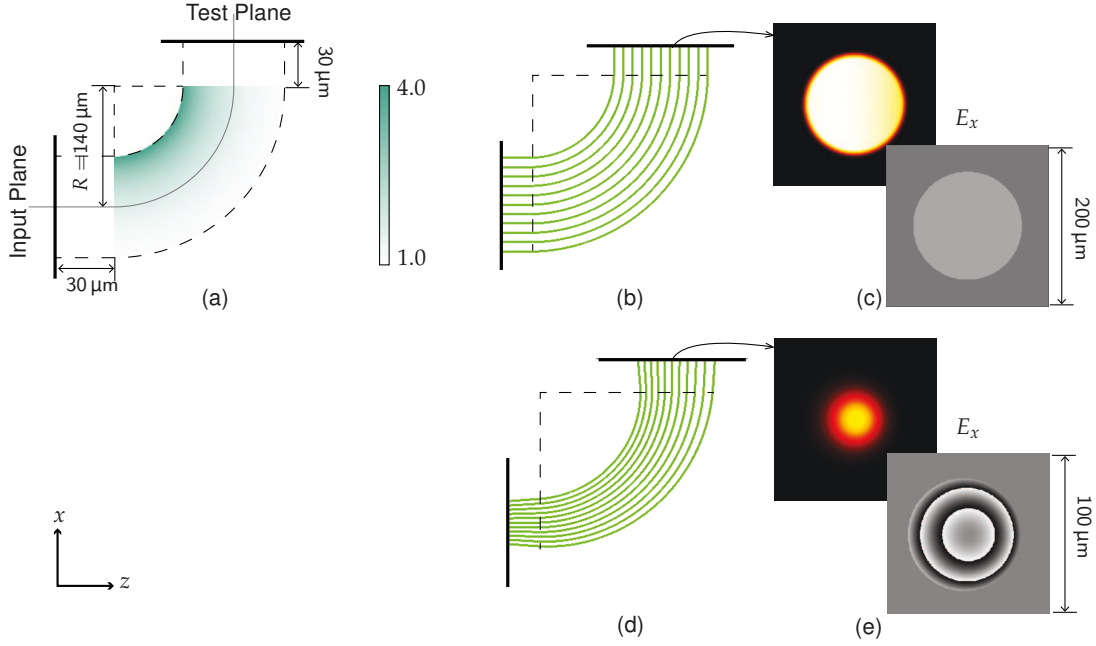 Test Plane
30 µm
4.0
R = 140 µm
Input Plane
1.0
30 µm
(a)
(b)
E_x
200 µm
(c)
E_x
100 µm
x
z
(d)
(e)